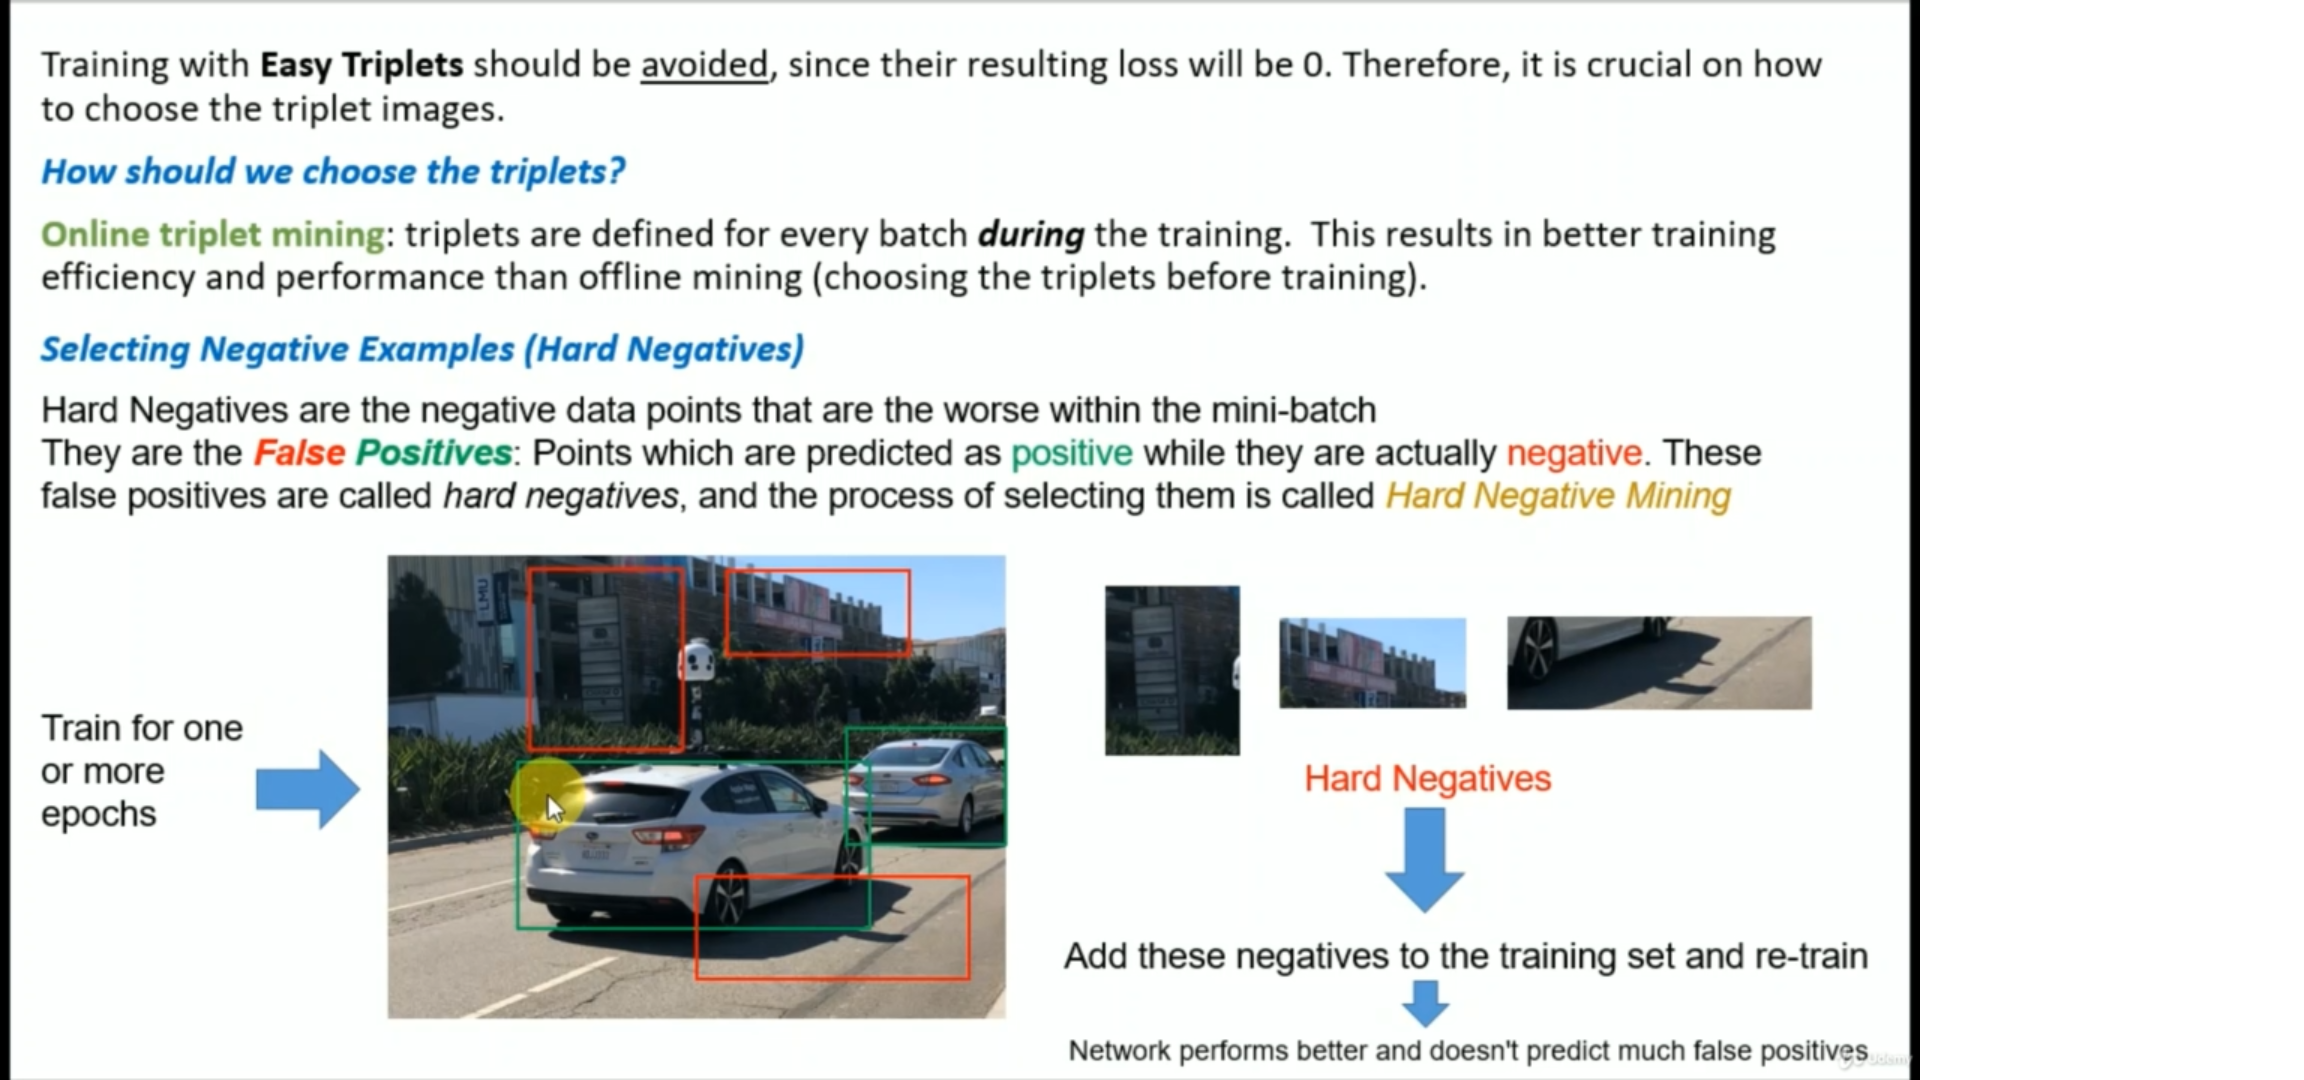 Training with Easy Triplets should be avoided, since their resulting loss will be 0. Therefore, it is crucial on how
to choose the triplet images.
How should we choose the triplets?
Online triplet mining: triplets are defined for every batch during the training. This results in better training
efficiency and performance than offline mining (choosing the triplets before training).
Selecting Negative Examples (Hard Negatives)
Hard Negatives are the negative data points that are the worse within the mini-batch
They are the False Positives: Points which are predicted as positive while they are actually negative. These
false positives are called hard negatives, and the process of selecting them is called Hard Negative Mining
LMU
Train for one
or more
epochs
Hard Negatives
Add these negatives to the training set and re-train
Network performs better and doesn't predict much false positives
Udemy